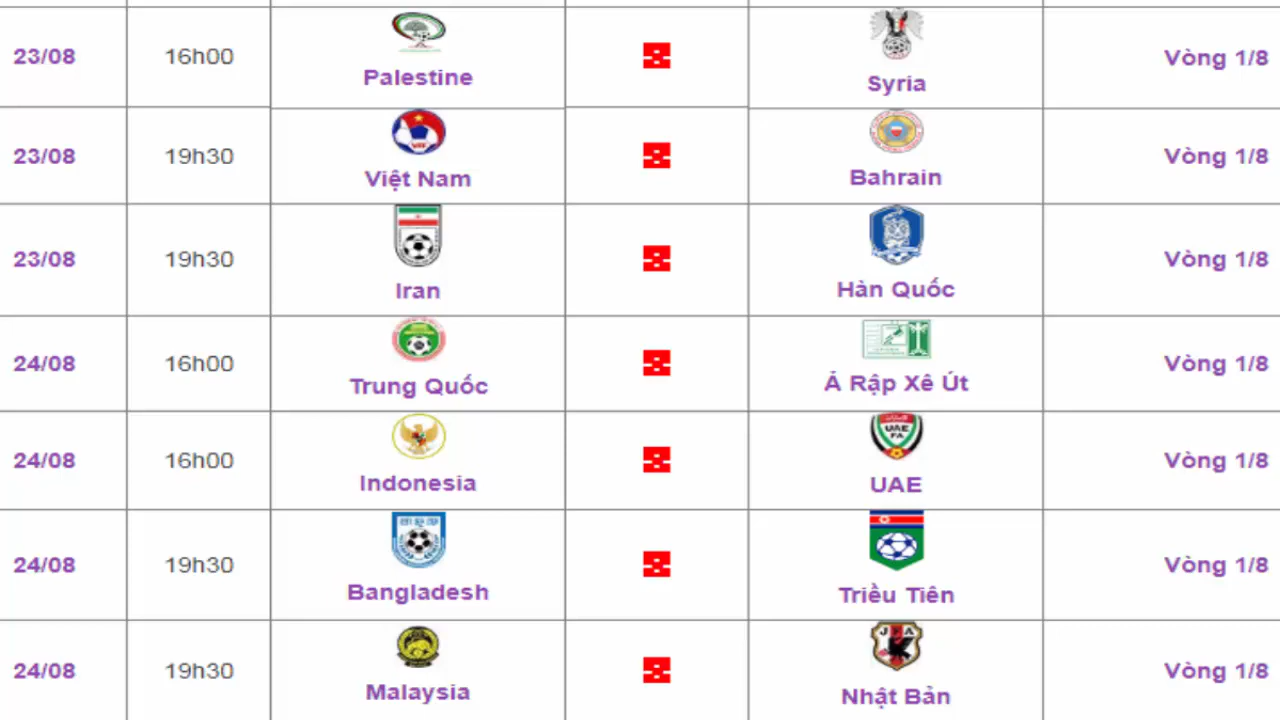 23/08 16h00 Palestine Syria Vòng 1/8
23/08 19h30 Việt Nam Bahrain Vòng 1/8
23/08 19h30 Iran Hàn Quốc Vòng 1/8
24/08 16h00 Trung Quốc Ả Rập Xê Út Vòng 1/8
24/08 16h00 Indonesia UAE Vòng 1/8
24/08 19h30 Bangladesh Triều Tiên Vòng 1/8
24/08 19h30 Malaysia Nhật Bản Vòng 1/8